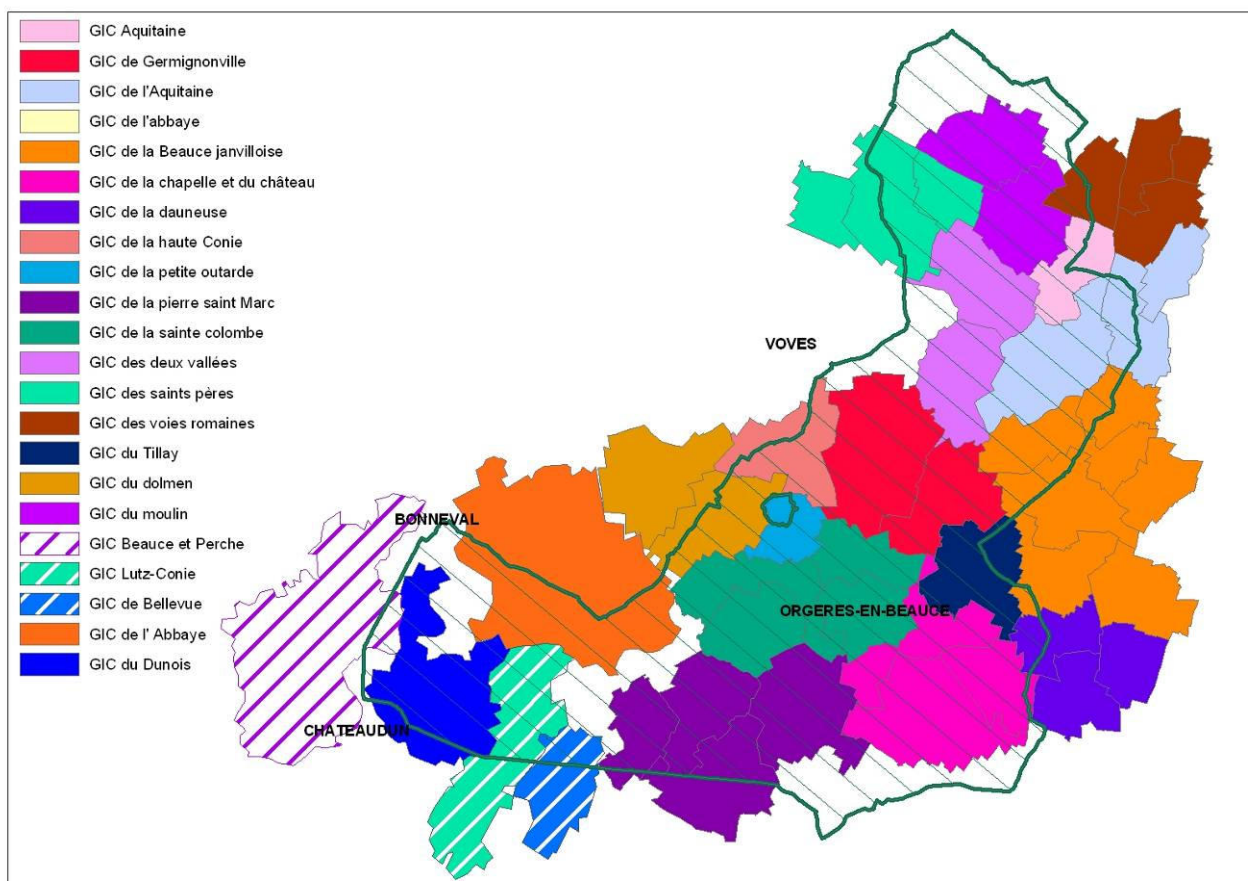 GIC Aquitaine
GIC de Germignonville
GIC de l'Aquitaine
GIC de l'abbaye
GIC de la Beauce janvilloise
GIC de la chapelle et du château
GIC de la dauneuse
GIC de la haute Conie
GIC de la petite outarde
GIC de la pierre saint Marc
GIC de la sainte colombe
GIC des deux vallées
GIC des saints pères
GIC des voies romaines
GIC du Tillay
GIC du dolmen
GIC du moulin
GIC Beauce et Perche
GIC Lutz-Conie
GIC de Bellevue
GIC de l' Abbaye
GIC du Dunois
VOVES
BONNEVAL
ORGERES-EN-BEAUCE
CHATEAUDUN